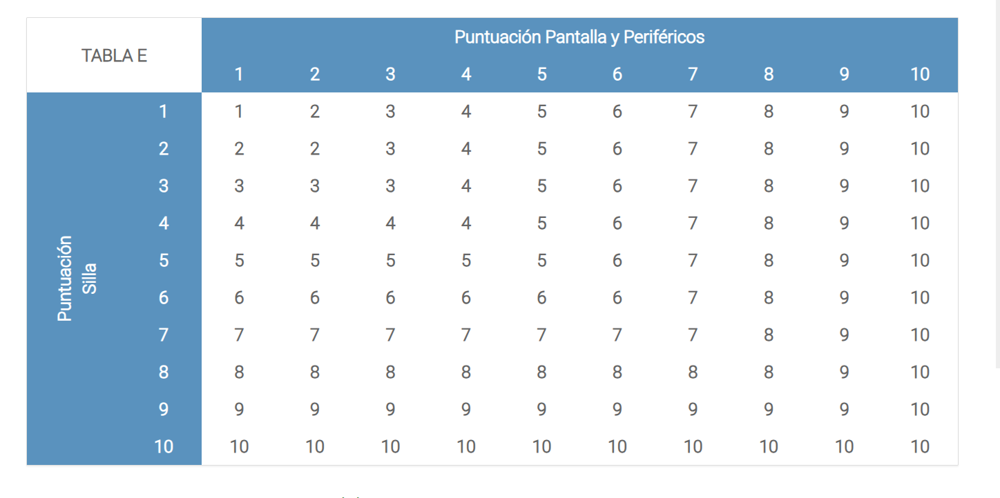 Puntuación Pantalla y Periféricos
TABLA E
1 2 3 4 5 6 7 8 9 10
Puntuación
Silla
1 1 2 3 4 5 6 7 8 9 10
2 2 2 3 4 5 6 7 8 9 10
3 3 3 3 4 5 6 7 8 9 10
4 4 4 4 4 5 6 7 8 9 10
5 5 5 5 5 5 6 7 8 9 10
6 6 6 6 6 6 6 7 8 9 10
7 7 7 7 7 7 7 7 8 9 10
8 8 8 8 8 8 8 8 8 9 10
9 9 9 9 9 9 9 9 9 9 10
10 10 10 10 10 10 10 10 10 10 10